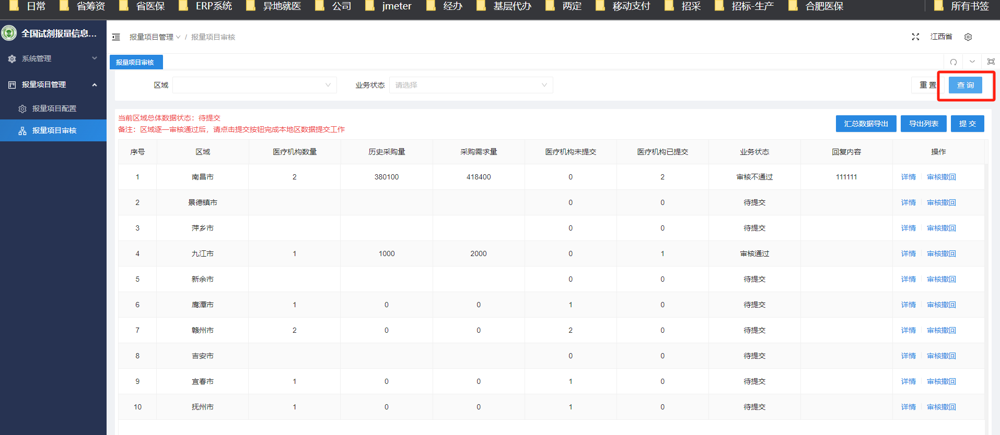 日常 省筹资 省医保 ERP系统 异地就医 公司 jmeter 经办 基层代办 两定 移动支付 招采 招标-生产 合肥医保 所有书签
全国试剂报量信息...
报量项目管理 / 报量项目审核
江西省
系统管理
报量项目管理
报量项目配置
报量项目审核
报量项目审核
区域
业务状态 请选择
重 置 查 询
当前区域总体数据状态：待提交
备注：区域逐一审核通过后，请点击提交按钮完成本地区数据提交工作
汇总数据导出 导出列表 提 交
序号 区域 医疗机构数量 历史采购量 采购需求量 医疗机构未提交 医疗机构已提交 业务状态 回复内容 操作
1 南昌市 2 380100 418400 0 2 审核不通过 111111 详情 审核撤回
2 景德镇市 0 0 待提交 详情 审核撤回
3 萍乡市 0 0 待提交 详情 审核撤回
4 九江市 1 1000 2000 0 1 审核通过 详情 审核撤回
5 新余市 0 0 待提交 详情 审核撤回
6 鹰潭市 1 0 0 1 0 待提交 详情 审核撤回
7 赣州市 2 0 0 2 0 待提交 详情 审核撤回
8 吉安市 0 0 待提交 详情 审核撤回
9 宜春市 1 0 0 1 0 待提交 详情 审核撤回
10 抚州市 1 0 0 1 0 待提交 详情 审核撤回